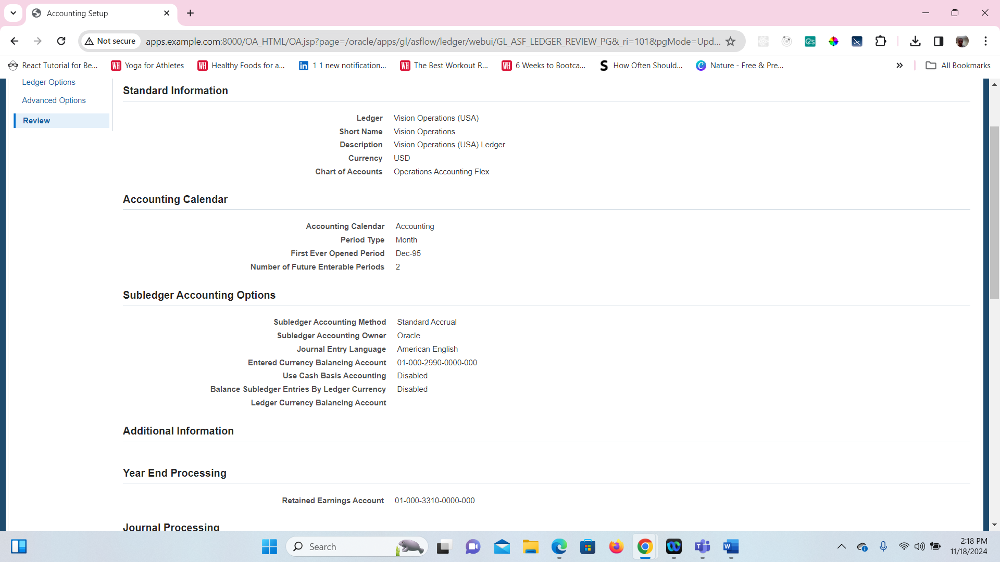 Accounting Setup
Not secure
apps.example.com:8000/OA_HTML/OA.jsp?page=/oracle/apps/gl/asflow/ledger/webui/GL_ASF_LEDGER_REVIEW_PG&_ri=101&pgMode=Upd...
React Tutorial for Be...
WH Yoga for Athletes
WH Healthy Foods for a...
in 1 1 new notification...
WH The Best Workout R...
WH 6 Weeks to Bootca...
S How Often Should...
C Nature - Free & Pre...
All Bookmarks
Ledger Options
Advanced Options
Review
Standard Information
Ledger Vision Operations (USA)
Short Name Vision Operations
Description Vision Operations (USA) Ledger
Currency USD
Chart of Accounts Operations Accounting Flex
Accounting Calendar
Accounting Calendar Accounting
Period Type Month
First Ever Opened Period Dec-95
Number of Future Enterable Periods 2
Subledger Accounting Options
Subledger Accounting Method Standard Accrual
Subledger Accounting Owner Oracle
Journal Entry Language American English
Entered Currency Balancing Account 01-000-2990-0000-000
Use Cash Basis Accounting Disabled
Balance Subledger Entries By Ledger Currency Disabled
Ledger Currency Balancing Account
Additional Information
Year End Processing
Retained Earnings Account 01-000-3310-0000-000
Journal Processing
Search
2:18 PM
11/18/2024